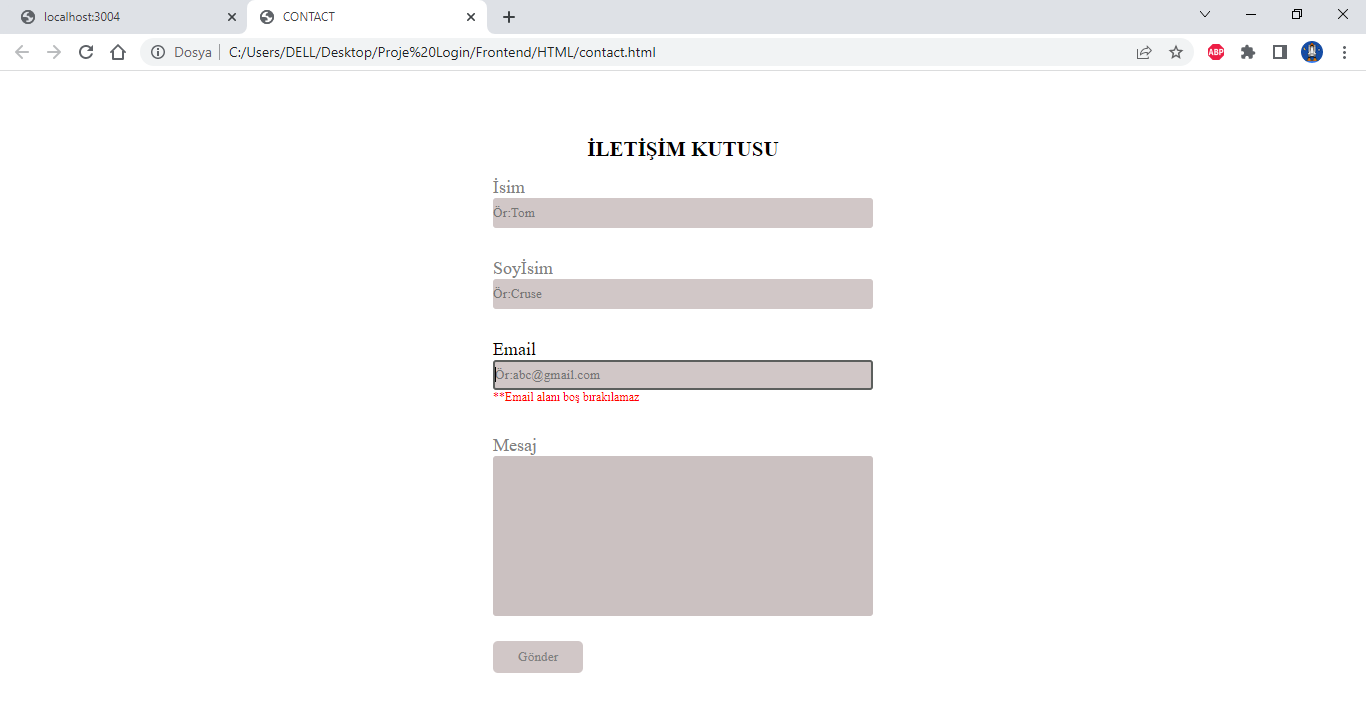 localhost:3004
CONTACT
Dosya
C:/Users/DELL/Desktop/Proje%20Login/Frontend/HTML/contact.html
ABP
İLETİŞİM KUTUSU
İsim
Ör:Tom
Soyİsim
Ör:Cruse
Email
Ör:abc@gmail.com
**Email alanı boş bırakılamaz
Mesaj
Gönder